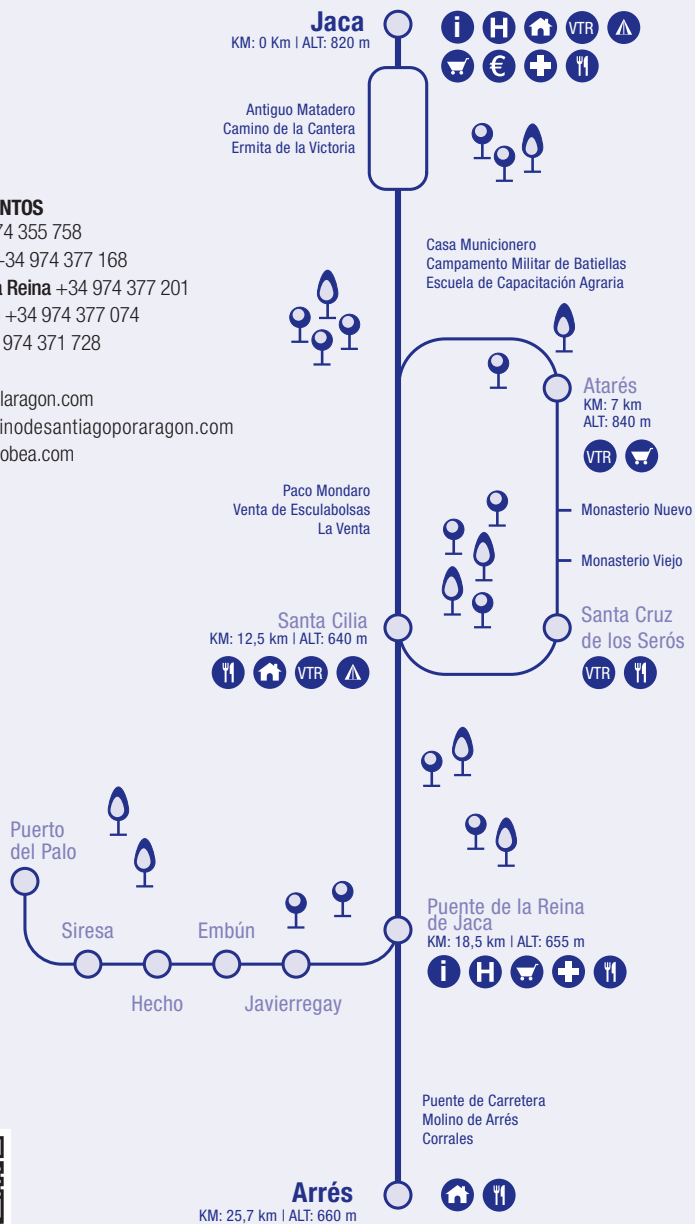 Jaca
KM: 0 Km | ALT: 820 m
i H VTR
€
Antiguo Matadero
Camino de la Cantera
Ermita de la Victoria
NTOS
74 355 758
+34 974 377 168
a Reina +34 974 377 201
+34 974 377 074
974 371 728
laragon.com
inodesantiagoporaragon.com
obea.com
Casa Municionero
Campamento Militar de Batiellas
Escuela de Capacitación Agraria
Atarés
KM: 7 km
ALT: 840 m
VTR
Paco Mondaro
Venta de Esculabolsas
La Venta
Monasterio Nuevo
Monasterio Viejo
Santa Cilia
KM: 12,5 km | ALT: 640 m
VTR
Santa Cruz
de los Serós
VTR
Puerto
del Palo
Siresa
Embún
Hecho
Javierregay
Puente de la Reina
de Jaca
KM: 18,5 km | ALT: 655 m
i H
Puente de Carretera
Molino de Arrés
Corrales
Arrés
KM: 25,7 km | ALT: 660 m